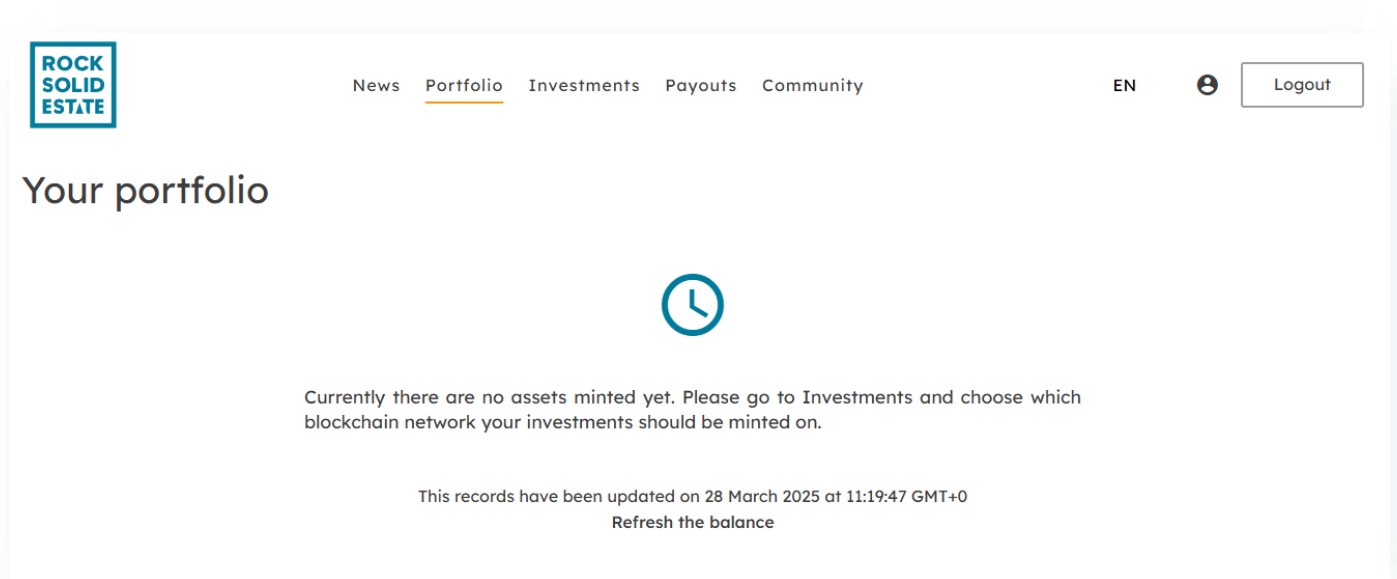 ROCK
SOLID
ESTATE
News Portfolio Investments Payouts Community EN Logout
Your portfolio
Currently there are no assets minted yet. Please go to Investments and choose which
blockchain network your investments should be minted on.
This records have been updated on 28 March 2025 at 11:19:47 GMT+0
Refresh the balance